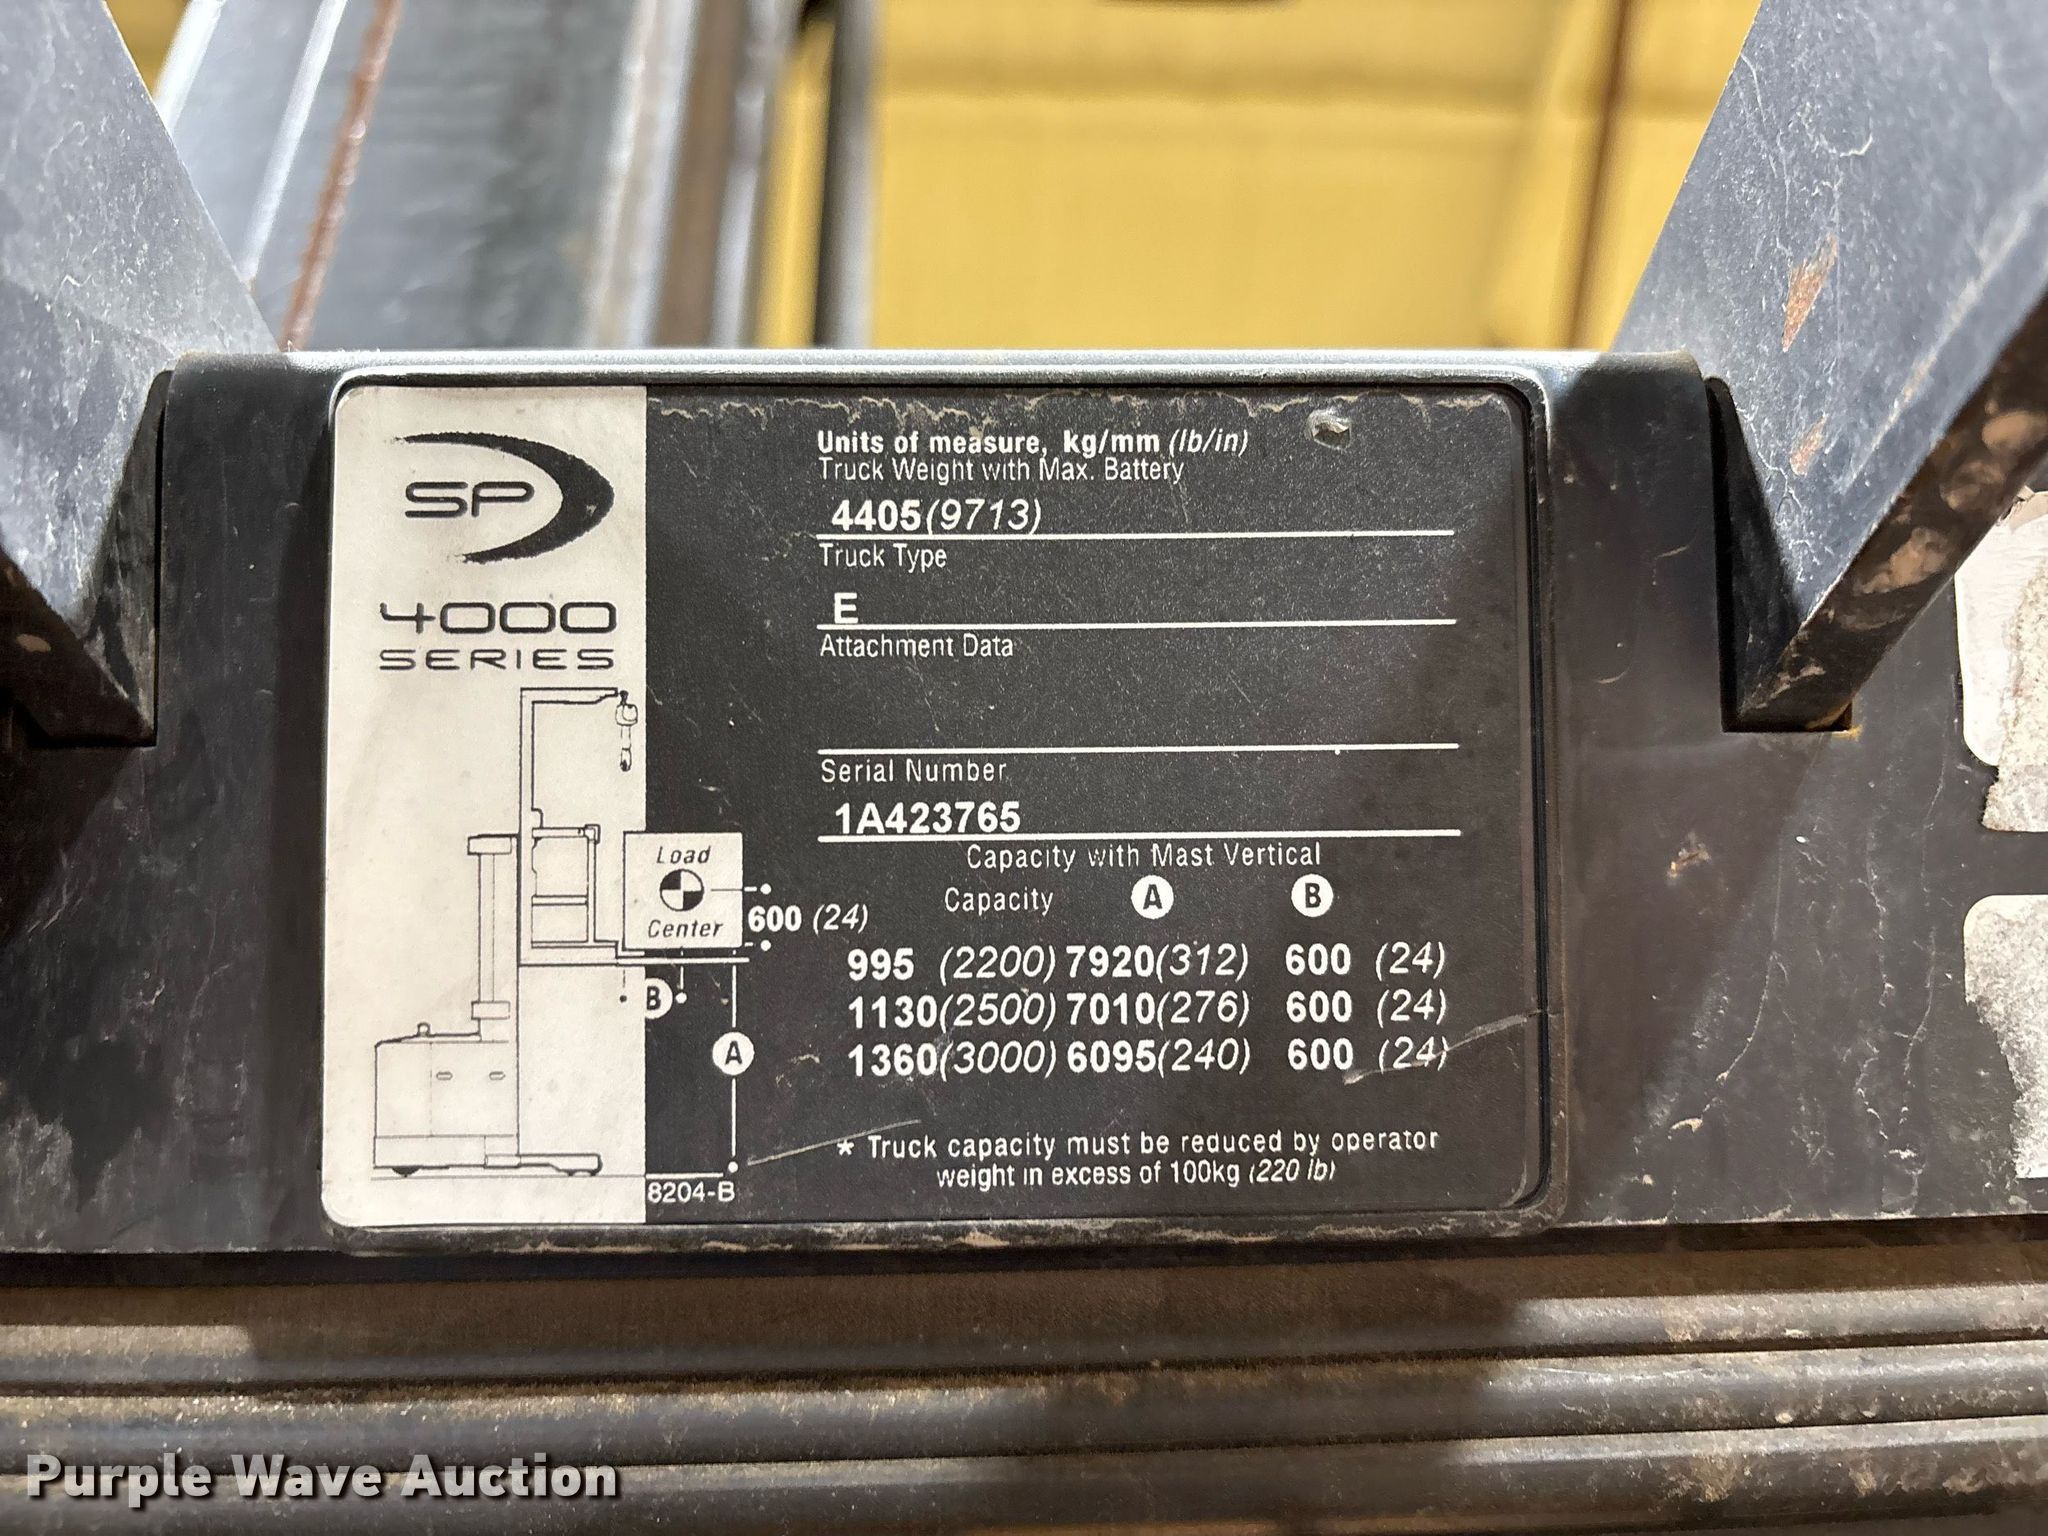 SP
4000
SERIES
Units of measure, kg/mm (lb/in)
Truck Weight with Max. Battery
4405(9713)
Truck Type
E
Attachment Data
Serial Number
1A423765
Capacity with Mast Vertical
Capacity A B
995 (2200) 7920(312) 600 (24)
1130(2500) 7010(276) 600 (24)
1360(3000) 6095(240) 600 (24)
* Truck capacity must be reduced by operator
weight in excess of 100kg (220 lb)
Load
Center
600 (24)
B
A
8204-B
Purple Wave Auction